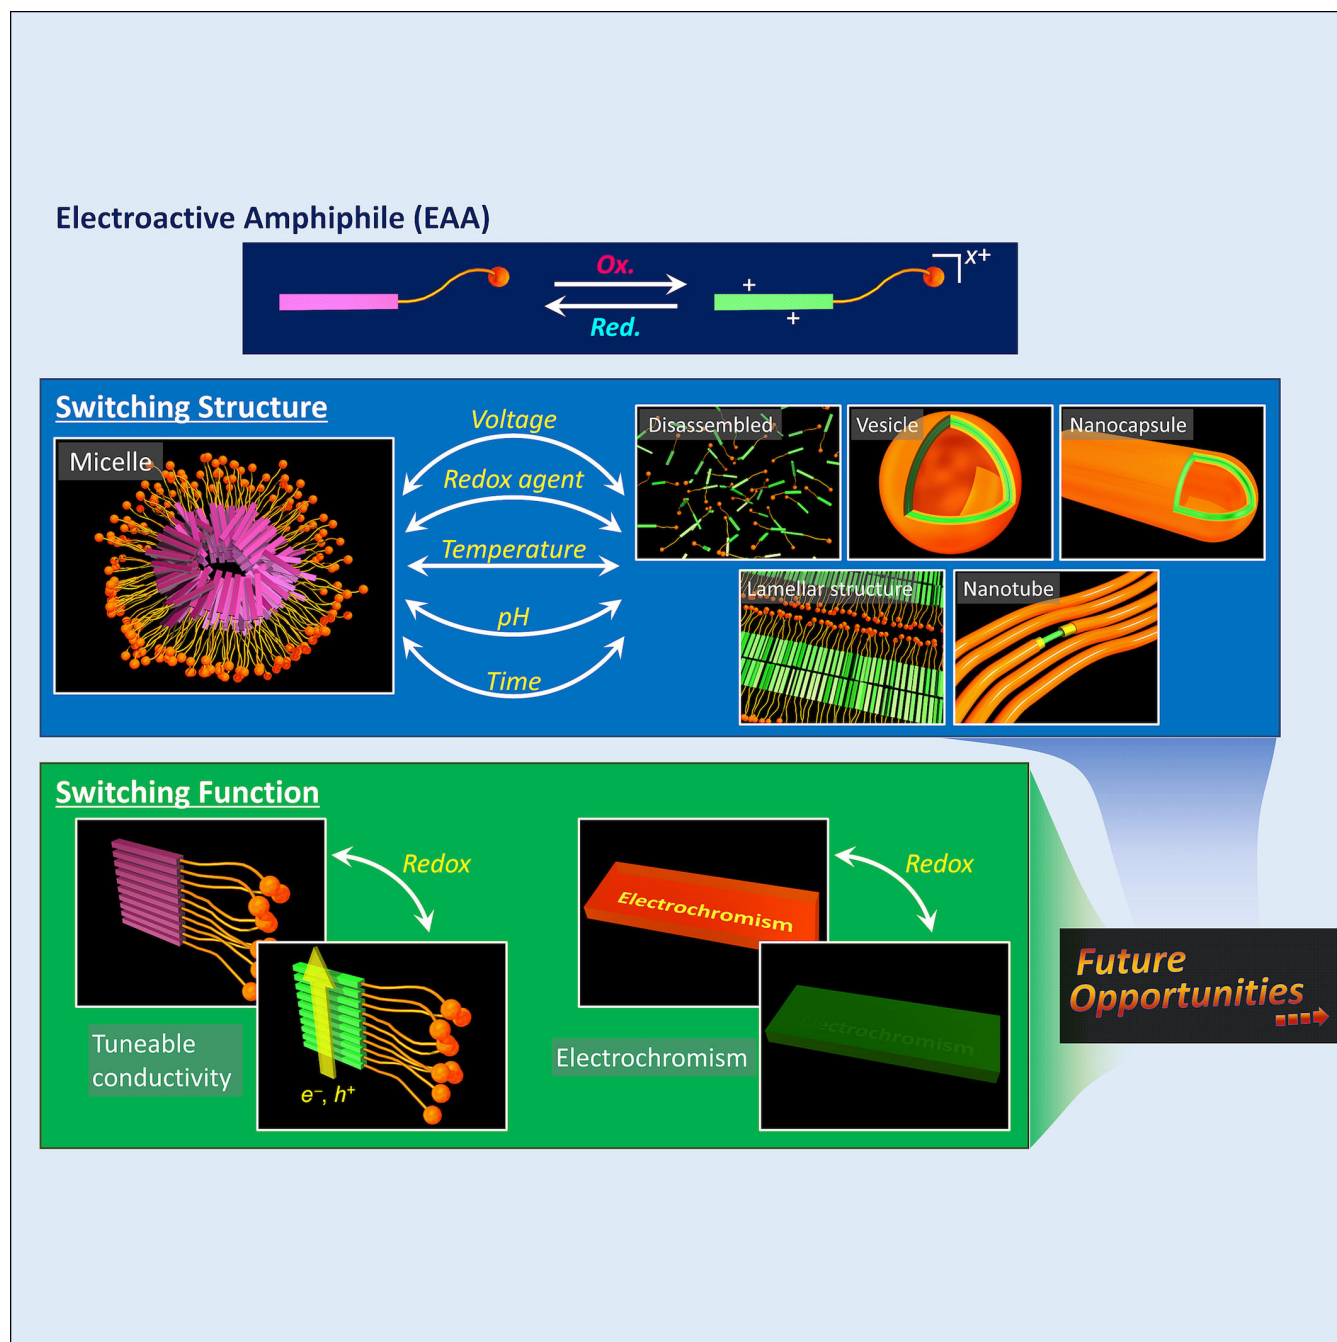 Electroactive Amphiphile (EAA)
Ox.
Red.
+
+
x+
Switching Structure
Micelle
Voltage
Redox agent
Temperature
pH
Time
Disassembled
Vesicle
Nanocapsule
Lamellar structure
Nanotube
Switching Function
Redox
Tuneable
conductivity
e⁻, h⁺
Electrochromism
Redox
Electrochromism
Electrochromism
Future
Opportunities